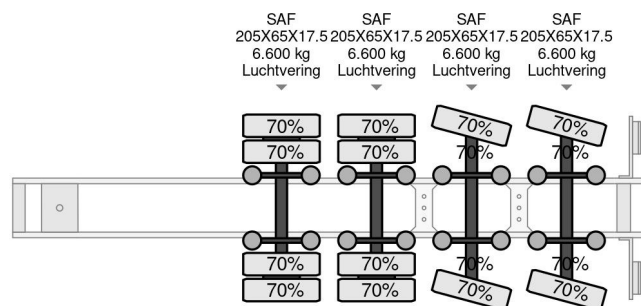 SAF SAF SAF SAF
205X65X17.5 205X65X17.5 205X65X17.5 205X65X17.5
6.600 kg 6.600 kg 6.600 kg 6.600 kg
Luchtvering Luchtvering Luchtvering Luchtvering
70% 70% 70% 70%
70% 70% 70% 70%
70% 70% 70% 70%
70% 70% 70% 70%